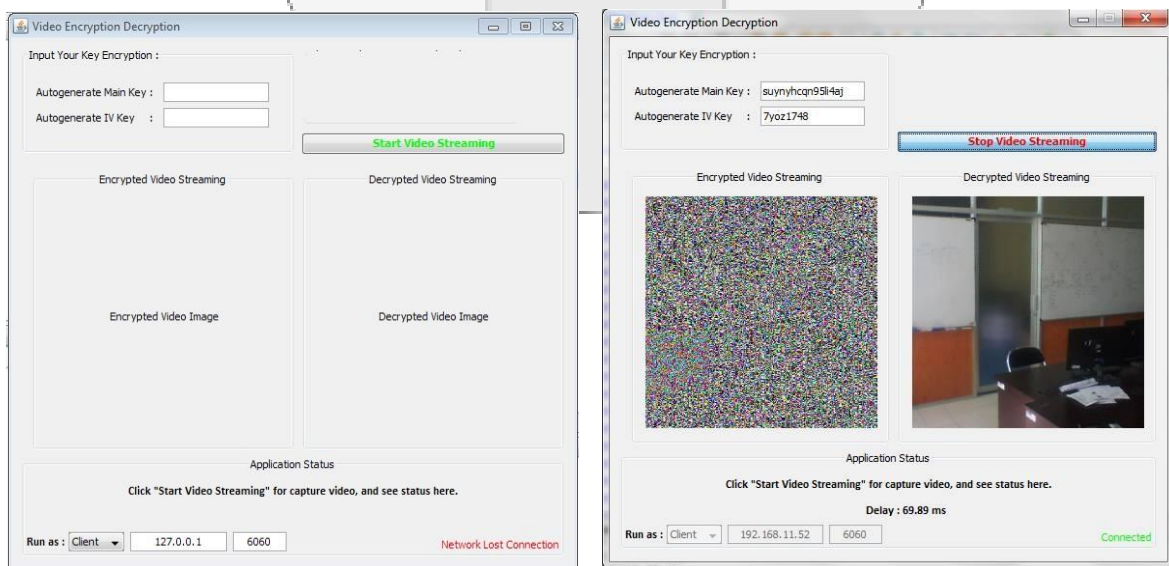 Video Encryption Decryption
Input Your Key Encryption :
Autogenerate Main Key :
Autogenerate IV Key :
Start Video Streaming
Encrypted Video Streaming
Decrypted Video Streaming
Encrypted Video Image
Decrypted Video Image
Application Status
Click "Start Video Streaming" for capture video, and see status here.
Run as : Client 127.0.0.1 6060
Network Lost Connection
Video Encryption Decryption
Input Your Key Encryption :
Autogenerate Main Key : suynyhcqn95li4aj
Autogenerate IV Key : 7yoz1748
Stop Video Streaming
Encrypted Video Streaming
Decrypted Video Streaming
Application Status
Click "Start Video Streaming" for capture video, and see status here.
Delay : 69.89 ms
Run as : Client 192.168.11.52 6060
Connected